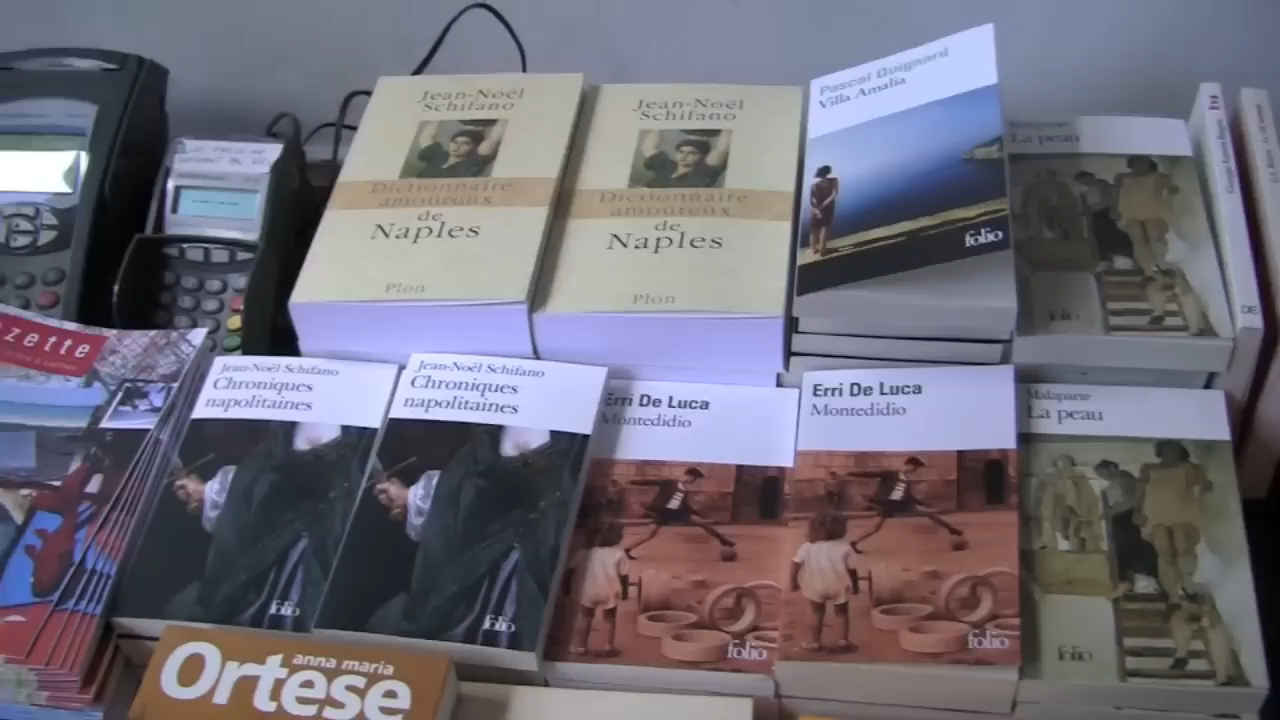 Jean-Noël
Schifano
Dictionnaire
amoureux
de
Naples
Plon
Jean-Noël
Schifano
Dictionnaire
amoureux
de
Naples
Plon
Pascal Quignard
Villa Amalia
folio
La peau
folio
DE
zette
Jean-Noël Schifano
Chroniques
napolitaines
folio
Jean-Noël Schifano
Chroniques
napolitaines
folio
Erri De Luca
Montedidio
folio
Erri De Luca
Montedidio
folio
Malaparte
La peau
folio
anna maria
Ortese